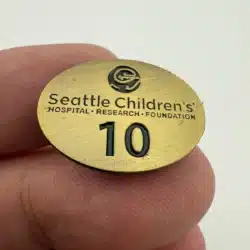 Seattle Children's
HOSPITAL • RESEARCH • FOUNDATION
10